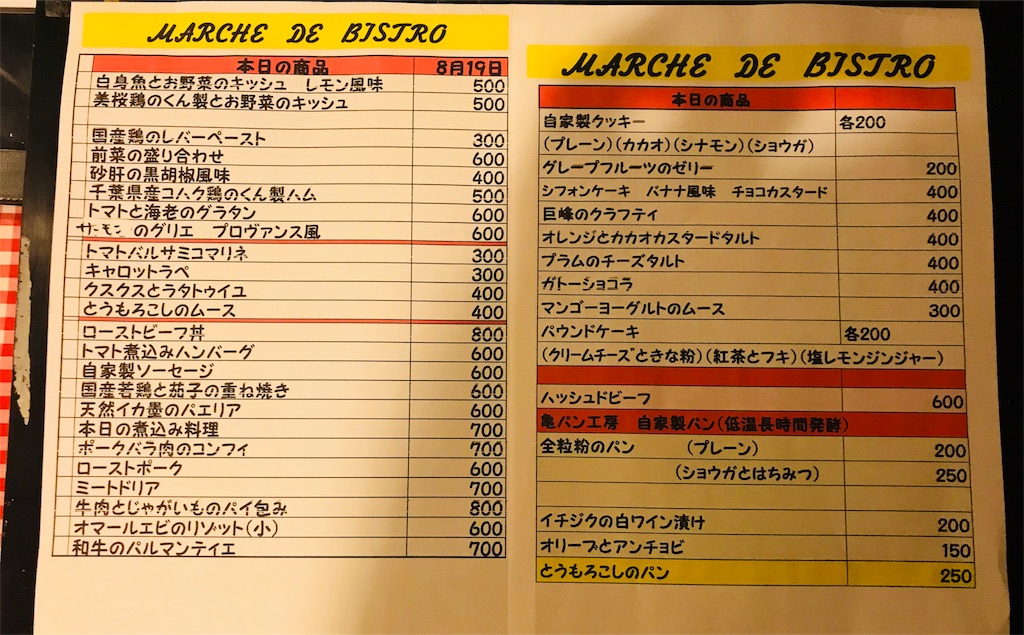 MARCHE DE BISTRO
本日の商品 8月19日
白身魚とお野菜のキッシュ レモン風味 500
美桜鶏のくん製とお野菜のキッシュ 500
国産鶏のレバーペースト 300
前菜の盛り合わせ 600
砂肝の黒胡椒風味 400
千葉県産コムク鶏のくん製ハム 500
トマトと海老のグラタン 600
サーモンのグリエ プロヴァンス風 600
トマトバルサミコマリネ 300
キャロットラペ 300
クスクスとラタトゥイユ 400
とうもろこしのムース 400
ローストビーフ丼 800
トマト煮込みハンバーグ 600
自家製ソーセージ 600
国産若鶏と茄子の重ね焼き 600
天然イカ墨のパエリア 600
本日の煮込み料理 700
ポークバラ肉のコンフィ 700
ローストポーク 600
ミートドリア 700
牛肉とじゃがいものパイ包み 800
オマールエビのリゾット(小) 600
和牛のパルマンティエ 700
MARCHE DE BISTRO
本日の商品
自家製クッキー 各200
(プレーン)(カカオ)(シナモン)(ショウガ)
グレープフルーツのゼリー 200
シフォンケーキ バナナ風味 チョコカスタード 400
巨峰のクラフティ 400
オレンジとカカオカスタードタルト 400
プラムのチーズタルト 400
ガトーショコラ 400
マンゴーヨーグルトのムース 300
パウンドケーキ 各200
(クリームチーズときな粉)(紅茶とフキ)(塩レモンジンジャー)
ハッシュドビーフ 600
亀パン工房 自家製パン(低温長時間発酵)
全粒粉のパン (プレーン) 200
(ショウガとはちみつ) 250
イチジクの白ワイン漬け 200
オリーブとアンチョビ 150
とうもろこしのパン 250